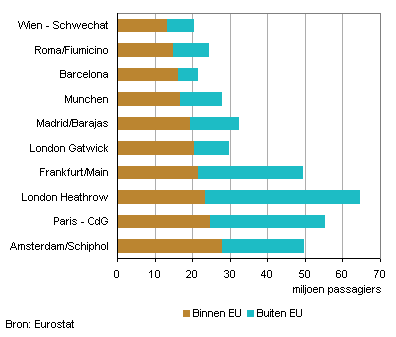 Wien - Schwechat
Roma/Fiumicino
Barcelona
Munchen
Madrid/Barajas
London Gatwick
Frankfurt/Main
London Heathrow
Paris - CdG
Amsterdam/Schiphol
0 10 20 30 40 50 60 70
miljoen passagiers
Binnen EU Buiten EU
Bron: Eurostat